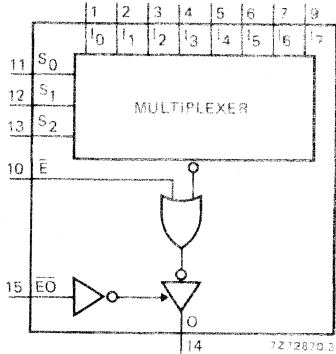 1 2 3 4 5 6 7 9
I0 I1 I2 I3 I4 I5 I6 I7
11 S0
12 S1
MULTIPLEXER
13 S2
10 E̅
15 E̅O̅
O
14
7Z72870.3